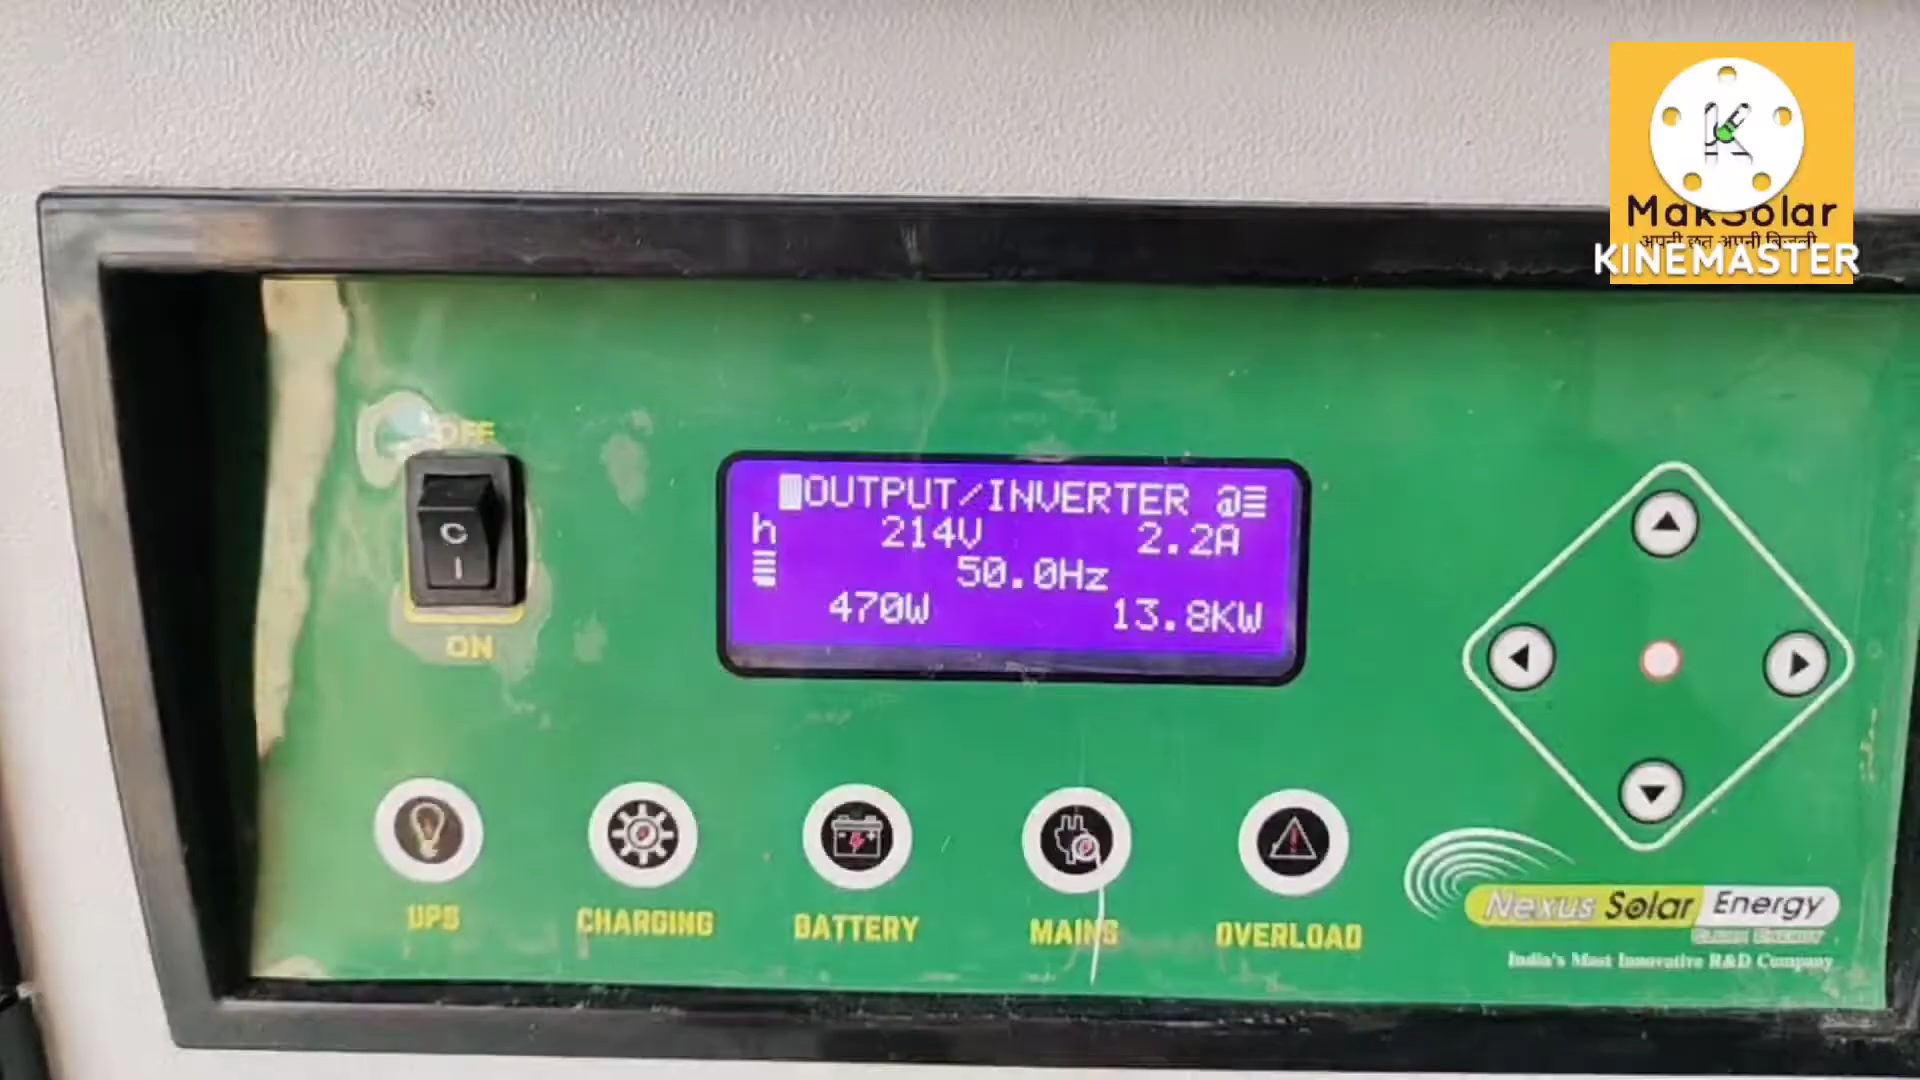 MakSolar
अपनी छत अपनी बिजली
KINEMASTER
OFF
I
ON
OUTPUT/INVERTER @
h 214V 2.2A
50.0Hz
470W 13.8KW
UPS
CHARGING
BATTERY
MAINS
OVERLOAD
Nexus Solar Energy
India's Most Innovative R&D Company